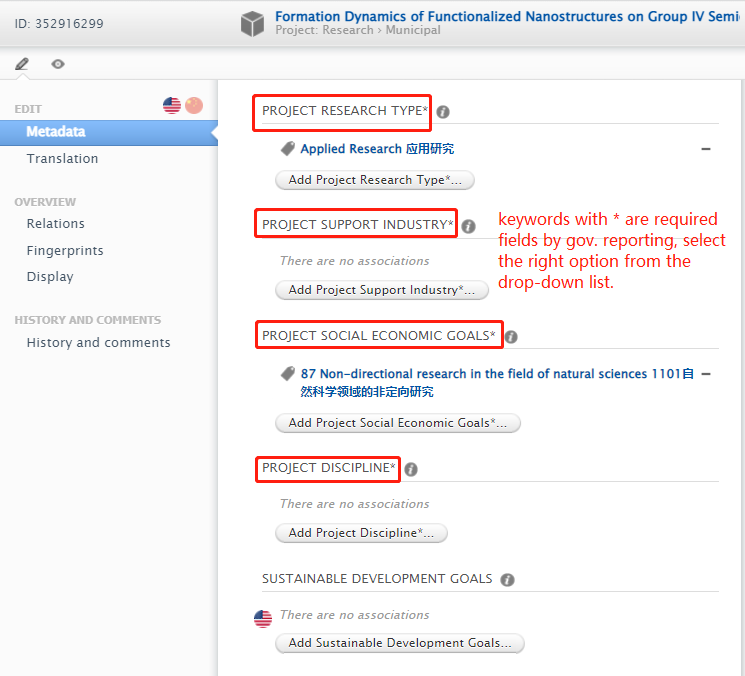 ID: 352916299
Formation Dynamics of Functionalized Nanostructures on Group IV Semi
Project: Research › Municipal
EDIT
Metadata
Translation
OVERVIEW
Relations
Fingerprints
Display
HISTORY AND COMMENTS
History and comments
PROJECT RESEARCH TYPE*
Applied Research 应用研究
Add Project Research Type*...
PROJECT SUPPORT INDUSTRY*
There are no associations
Add Project Support Industry*...
keywords with * are required
fields by gov. reporting, select
the right option from the
drop-down list.
PROJECT SOCIAL ECONOMIC GOALS*
87 Non-directional research in the field of natural sciences 1101自
然科学领域的非定向研究
Add Project Social Economic Goals*...
PROJECT DISCIPLINE*
There are no associations
Add Project Discipline*...
SUSTAINABLE DEVELOPMENT GOALS
There are no associations
Add Sustainable Development Goals...